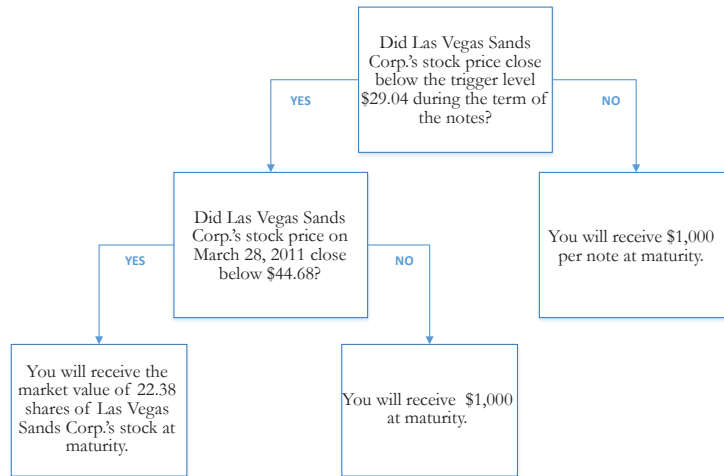 Did Las Vegas Sands
Corp.'s stock price close
below the trigger level
$29.04 during the term of
the notes?
YES
NO
Did Las Vegas Sands
Corp.'s stock price on
March 28, 2011 close
below $44.68?
You will receive $1,000
per note at maturity.
YES
NO
You will receive the
market value of 22.38
shares of Las Vegas
Sands Corp.'s stock at
maturity.
You will receive $1,000
at maturity.